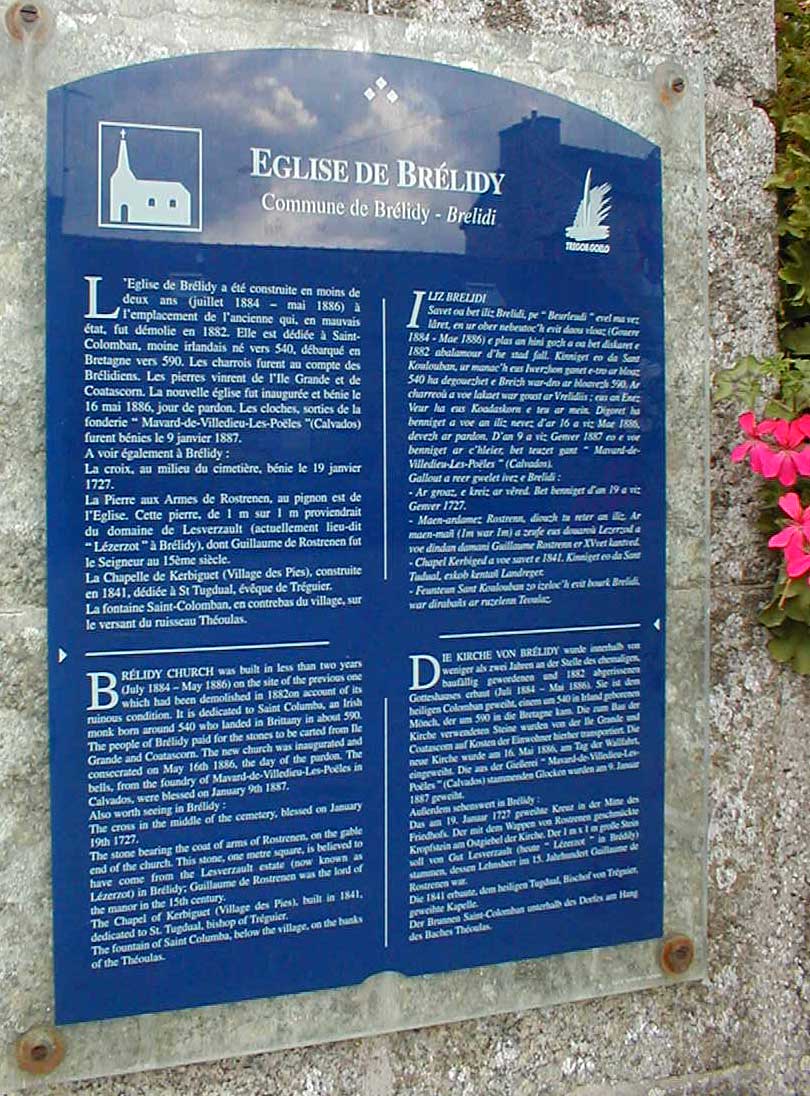 EGLISE DE BRÉLIDY
Commune de Brélidy - Brelidi
TREGOR GOELO
L'Eglise de Brélidy a été construite en moins de
deux ans (juillet 1884 – mai 1886) à
l'emplacement de l'ancienne qui, en mauvais
état, fut démolie en 1882. Elle est dédiée à Saint-
Colomban, moine irlandais né vers 540, débarqué en
Bretagne vers 590. Les charrois furent au compte des
Brélidiens. Les pierres vinrent de l'Ile Grande et de
Coatascorn. La nouvelle église fut inaugurée et bénie le
16 mai 1886, jour de pardon. Les cloches, sorties de la
fonderie “ Mavard-de-Villedieu-Les-Poëles ”(Calvados)
furent bénies le 9 janvier 1887.
A voir également à Brélidy :
La croix, au milieu du cimetière, bénie le 19 janvier
1727.
La Pierre aux Armes de Rostrenen, au pignon est de
l'Eglise. Cette pierre, de 1 m sur 1 m proviendrait
du domaine de Lesverzault (actuellement lieu-dit
“ Lézerzot ” à Brélidy), dont Guillaume de Rostrenen fut
le Seigneur au 15ème siècle.
La Chapelle de Kerbiguet (Village des Pies), construite
en 1841, dédiée à St Tugdual, évêque de Tréguier.
La fontaine Saint-Colomban, en contrebas du village, sur
le versant du ruisseau Théoulas.
ILIZ BRELIDI
Savet oa bet iliz Brelidi, pe “ Beurleudi ” evel ma vez
lâret, en ur ober nebeutoc'h evit daou vloaz (Gouere
1884 - Mae 1886) e plas an hini gozh a oa bet diskaret e
1882 abalamour d'he stad fall. Kinniget eo da Sant
Koulouban, ur manac'h eus Iwerzhon ganet e-tro ar bloaz
540 ha degouezhet e Breizh war-dro ar bloavezh 590. Ar
charreoù a voe lakaet war goust ar Vrelidiis ; eus an Enez
Veur ha eus Koadaskorn e teu ar mein. Digoret ha
benniget a voe an iliz nevez d'ar 16 a viz Mae 1886,
devezh ar pardon. D'an 9 a viz Genver 1887 eo e voe
benniget ar c'hleier, bet teuzet gant “ Mavard-de-
Villedieu-Les-Poëles ” (Calvados).
Gallout a reer gwelet ivez e Brelidi :
- Ar groaz, e kreiz ar vêred. Bet benniget d'an 19 a viz
Genver 1727.
- Maen-ardamez Rostrenn, diouzh tu reter an iliz. Ar
maen-mañ (1m war 1m) a zeufe eus douaroù Lezerzod a
voe dindan damani Guillaume Rostrenn er XVvet kantved.
- Chapel Kerbiged a voe savet e 1841. Kinniget eo da Sant
Tudual, eskob kentañ Landreger.
- Feunteun Sant Koulouban zo izeloc'h evit bourk Brelidi,
war dirabañs ar ruzelenn Teoulaz.
BRÉLIDY CHURCH was built in less than two years
(July 1884 – May 1886) on the site of the previous one
which had been demolished in 1882on account of its
ruinous condition. It is dedicated to Saint Columba, an Irish
monk born around 540 who landed in Brittany in about 590.
The people of Brélidy paid for the stones to be carted from Ile
Grande and Coatascorn. The new church was inaugurated and
consecrated on May 16th 1886, the day of the pardon. The
bells, from the foundry of Mavard-de-Villedieu-Les-Poëles in
Calvados, were blessed on January 9th 1887.
Also worth seeing in Brélidy :
The cross in the middle of the cemetery, blessed on January
19th 1727.
The stone bearing the coat of arms of Rostrenen, on the gable
end of the church. This stone, one metre square, is believed to
have come from the Lesverzault estate (now known as
Lézerzot) in Brélidy; Guillaume de Rostrenen was the lord of
the manor in the 15th century.
The Chapel of Kerbiguet (Village des Pies), built in 1841,
dedicated to St. Tugdual, bishop of Tréguier.
The fountain of Saint Columba, below the village, on the banks
of the Théoulas.
DIE KIRCHE VON BRÉLIDY wurde innerhalb von
weniger als zwei Jahren an der Stelle des ehemaligen,
baufällig gewordenen und 1882 abgerissenen
Gotteshauses erbaut (Juli 1884 – Mai 1886). Sie ist dem
heiligen Colomban geweiht, einem um 540 in Irland geborenen
Mönch, der um 590 in die Bretagne kam. Die zum Bau der
Kirche verwendeten Steine wurden von der Ile Grande und
Coatascorn auf Kosten der Einwohner hierher transportiert. Die
neue Kirche wurde am 16. Mai 1886, am Tag der Wallfahrt,
eingeweiht. Die aus der Gießerei “ Mavard-de-Villedieu-Les-
Poëles ” (Calvados) stammenden Glocken wurden am 9. Januar
1887 geweiht.
Außerdem sehenswert in Brélidy :
Das am 19. Januar 1727 geweihte Kreuz in der Mitte des
Friedhofs. Der mit dem Wappen von Rostrenen geschmückte
Kropfstein am Ostgiebel der Kirche. Der 1 m x 1 m große Stein
soll von Gut Lesverzault (heute “ Lézerzot ” in Brédily)
stammen, dessen Lehnsherr im 15. Jahrhundert Guillaume de
Rostrenen war.
Die 1841 erbaute, dem heiligen Tugdual, Bischof von Tréguier,
geweihte Kapelle.
Der Brunnen Saint-Colomban unterhalb des Dorfes am Hang
des Baches Théoulas.